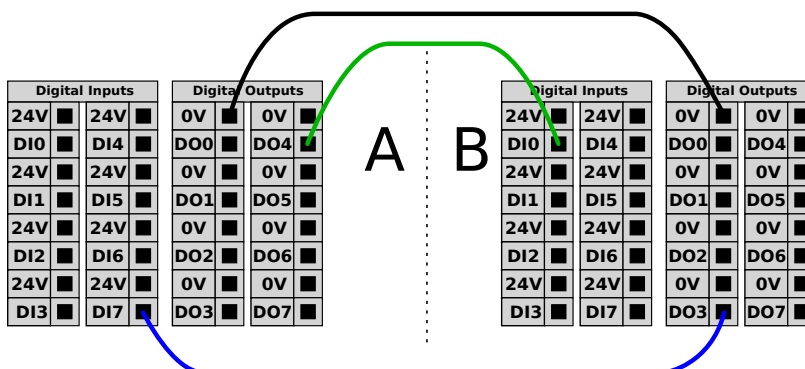 Digital Inputs Digital Outputs Digital Inputs Digital Outputs
24V 24V 0V 0V 24V 24V 0V 0V
DI0 DI4 DO0 DO4 A B DI0 DI4 DO0 DO4
24V 24V 0V 0V 24V 24V 0V 0V
DI1 DI5 DO1 DO5 DI1 DI5 DO1 DO5
24V 24V 0V 0V 24V 24V 0V 0V
DI2 DI6 DO2 DO6 DI2 DI6 DO2 DO6
24V 24V 0V 0V 24V 24V 0V 0V
DI3 DI7 DO3 DO7 DI3 DI7 DO3 DO7